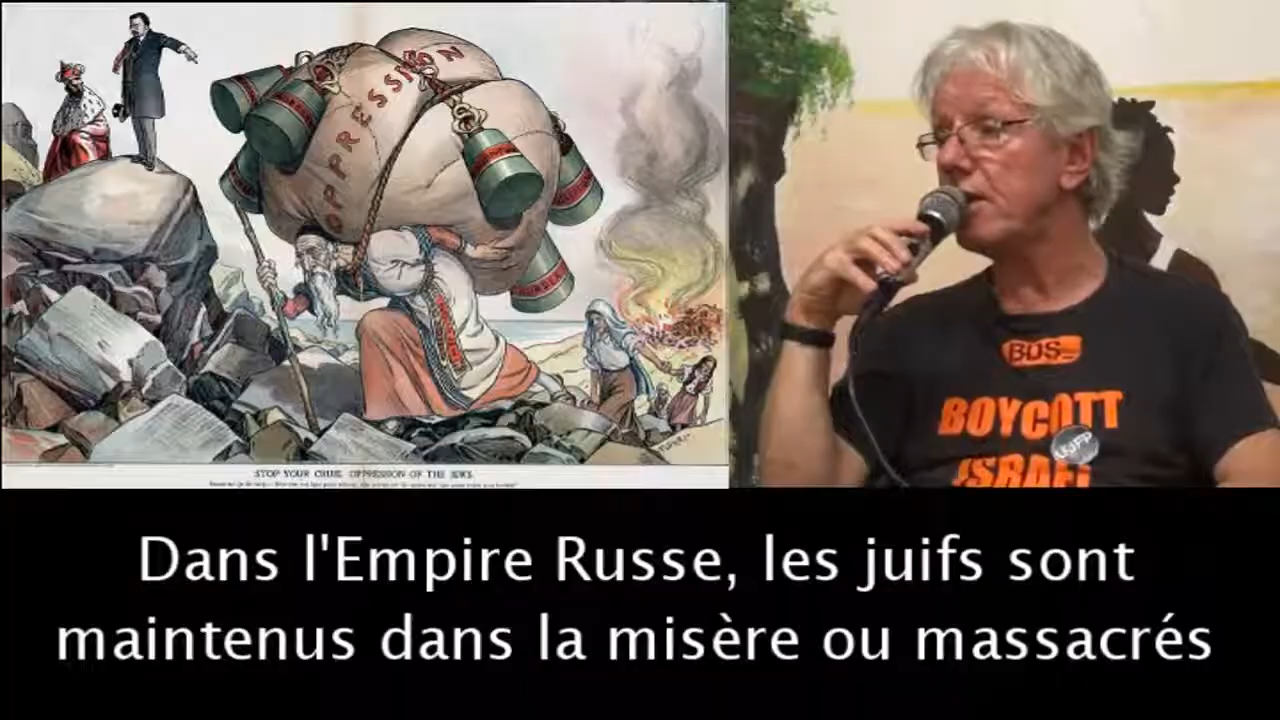 OPPRESSION
STOP YOUR CRUEL OPPRESSION OF THE JEWS
BDS
BOYCOTT
UJFP
ISRAEL
Dans l'Empire Russe, les juifs sont
maintenus dans la misère ou massacrés